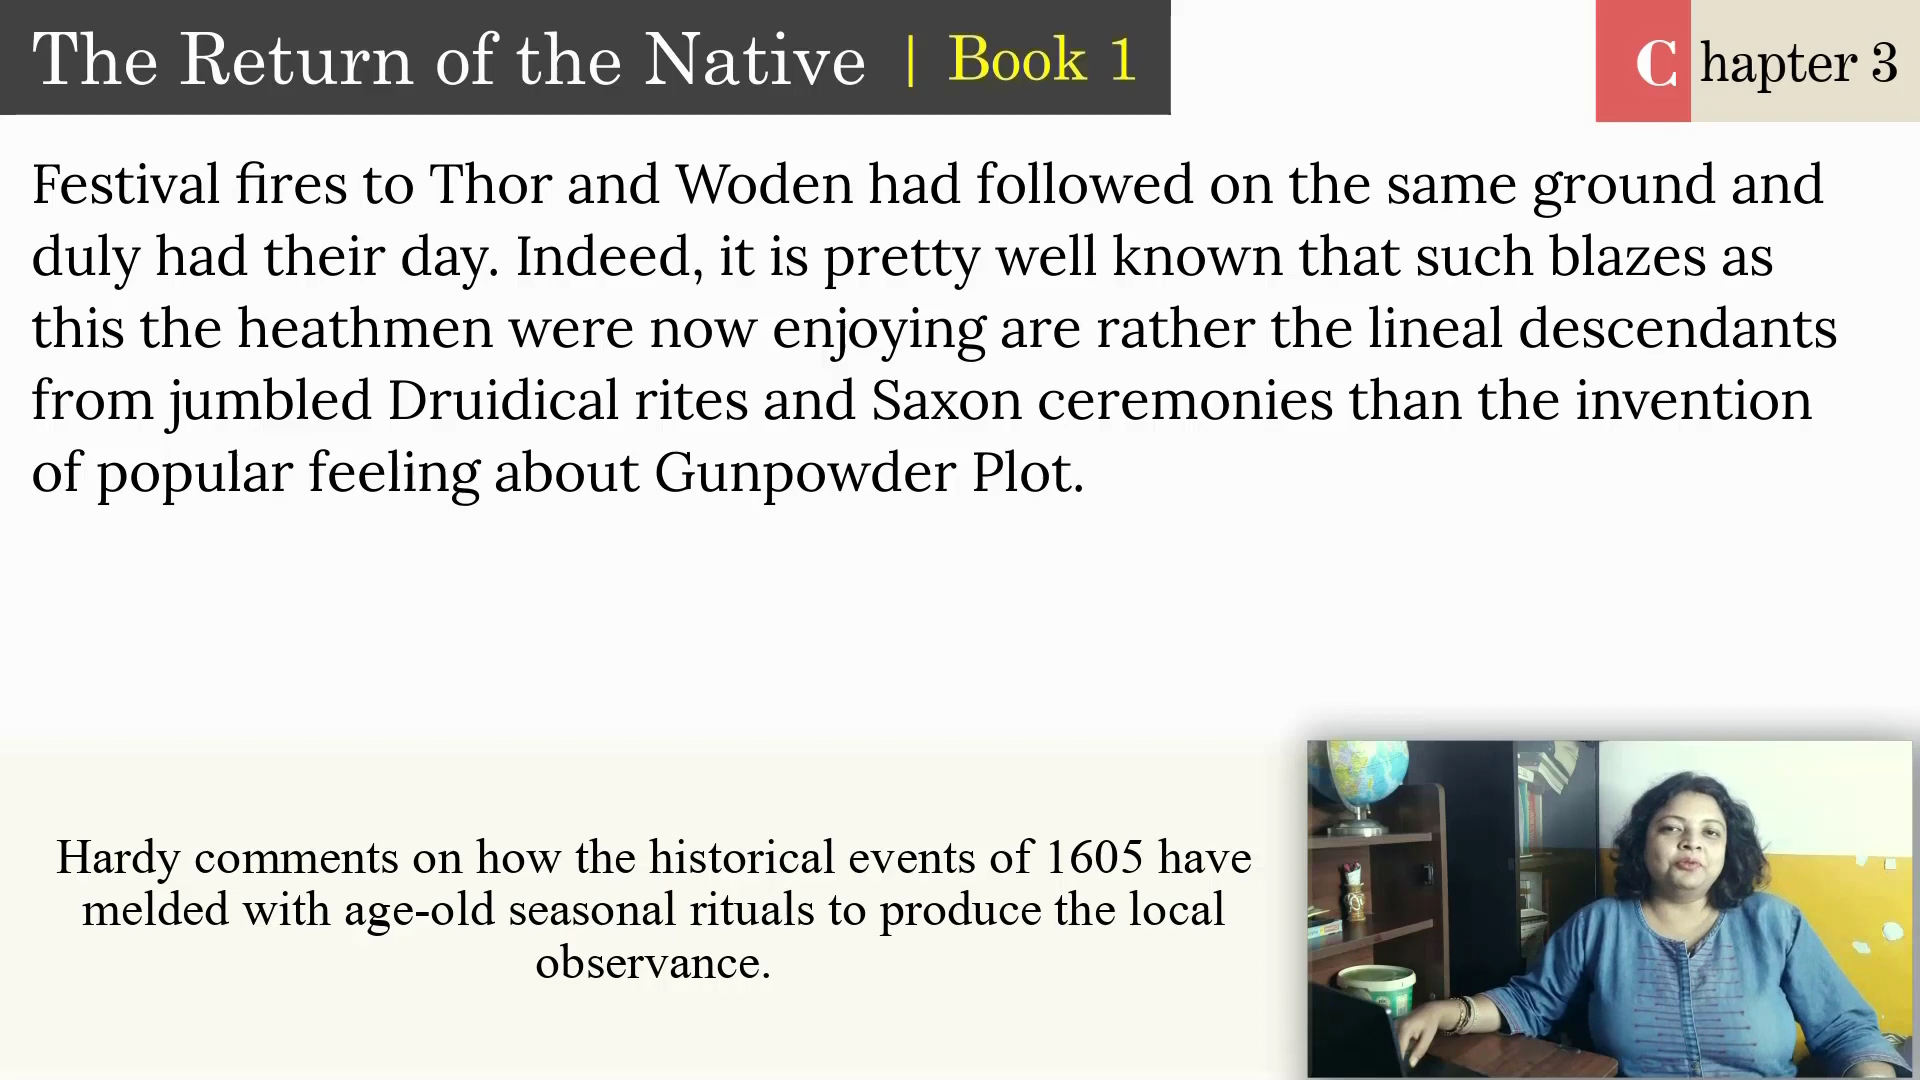 The Return of the Native | Book 1
Chapter 3
Festival fires to Thor and Woden had followed on the same ground and
duly had their day. Indeed, it is pretty well known that such blazes as
this the heathmen were now enjoying are rather the lineal descendants
from jumbled Druidical rites and Saxon ceremonies than the invention
of popular feeling about Gunpowder Plot.
Hardy comments on how the historical events of 1605 have
melded with age-old seasonal rituals to produce the local
observance.